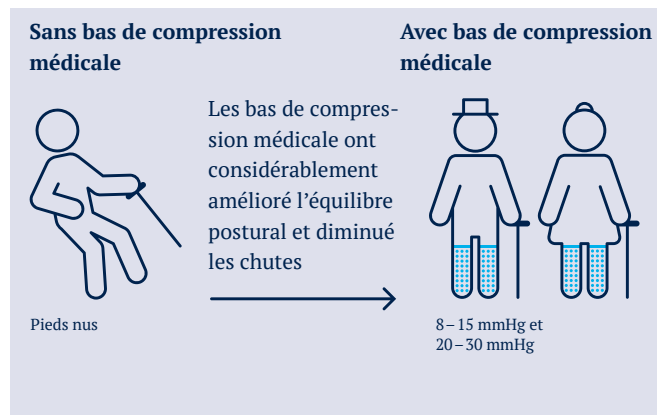 Sans bas de compression
médicale
Avec bas de compression
médicale
Les bas de compres-
sion médicale ont
considérablement
amélioré l’équilibre
postural et diminué
les chutes
Pieds nus
8 – 15 mmHg et
20 – 30 mmHg